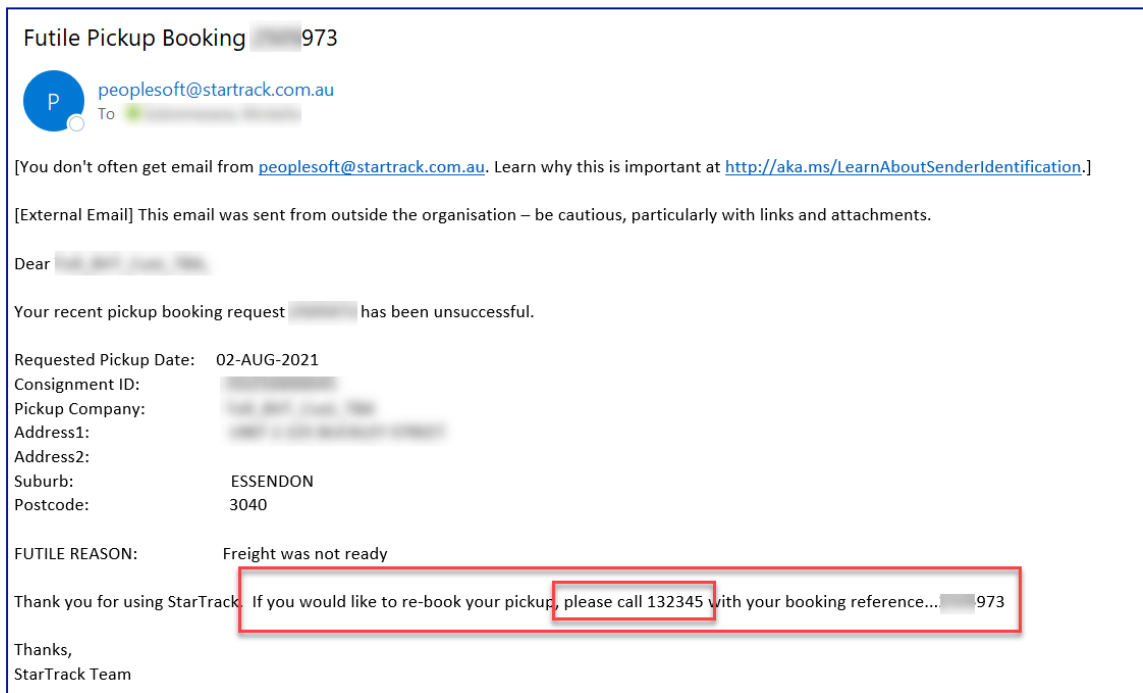 Futile Pickup Booking 973
P
peoplesoft@startrack.com.au
To
[You don't often get email from peoplesoft@startrack.com.au. Learn why this is important at http://aka.ms/LearnAboutSenderIdentification.]
[External Email] This email was sent from outside the organisation – be cautious, particularly with links and attachments.
Dear
Your recent pickup booking request has been unsuccessful.
Requested Pickup Date: 02-AUG-2021
Consignment ID:
Pickup Company:
Address1:
Address2:
Suburb: ESSENDON
Postcode: 3040
FUTILE REASON: Freight was not ready
Thank you for using StarTrack. If you would like to re-book your pickup, please call 132345 with your booking reference... 973
Thanks,
StarTrack Team